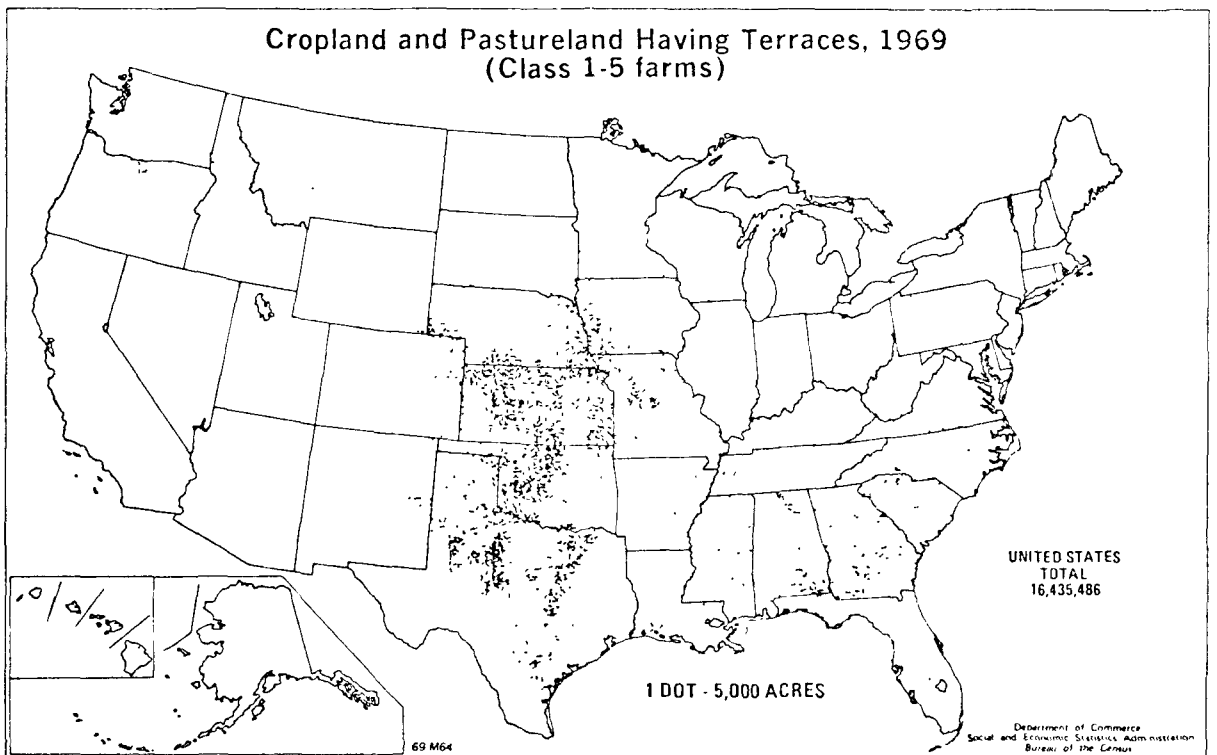 Cropland and Pastureland Having Terraces, 1969
(Class 1-5 farms)
UNITED STATES
TOTAL
16,435,486
1 DOT - 5,000 ACRES
69 M64
Department of Commerce
Social and Economic Statistics Administration
Bureau of the Census